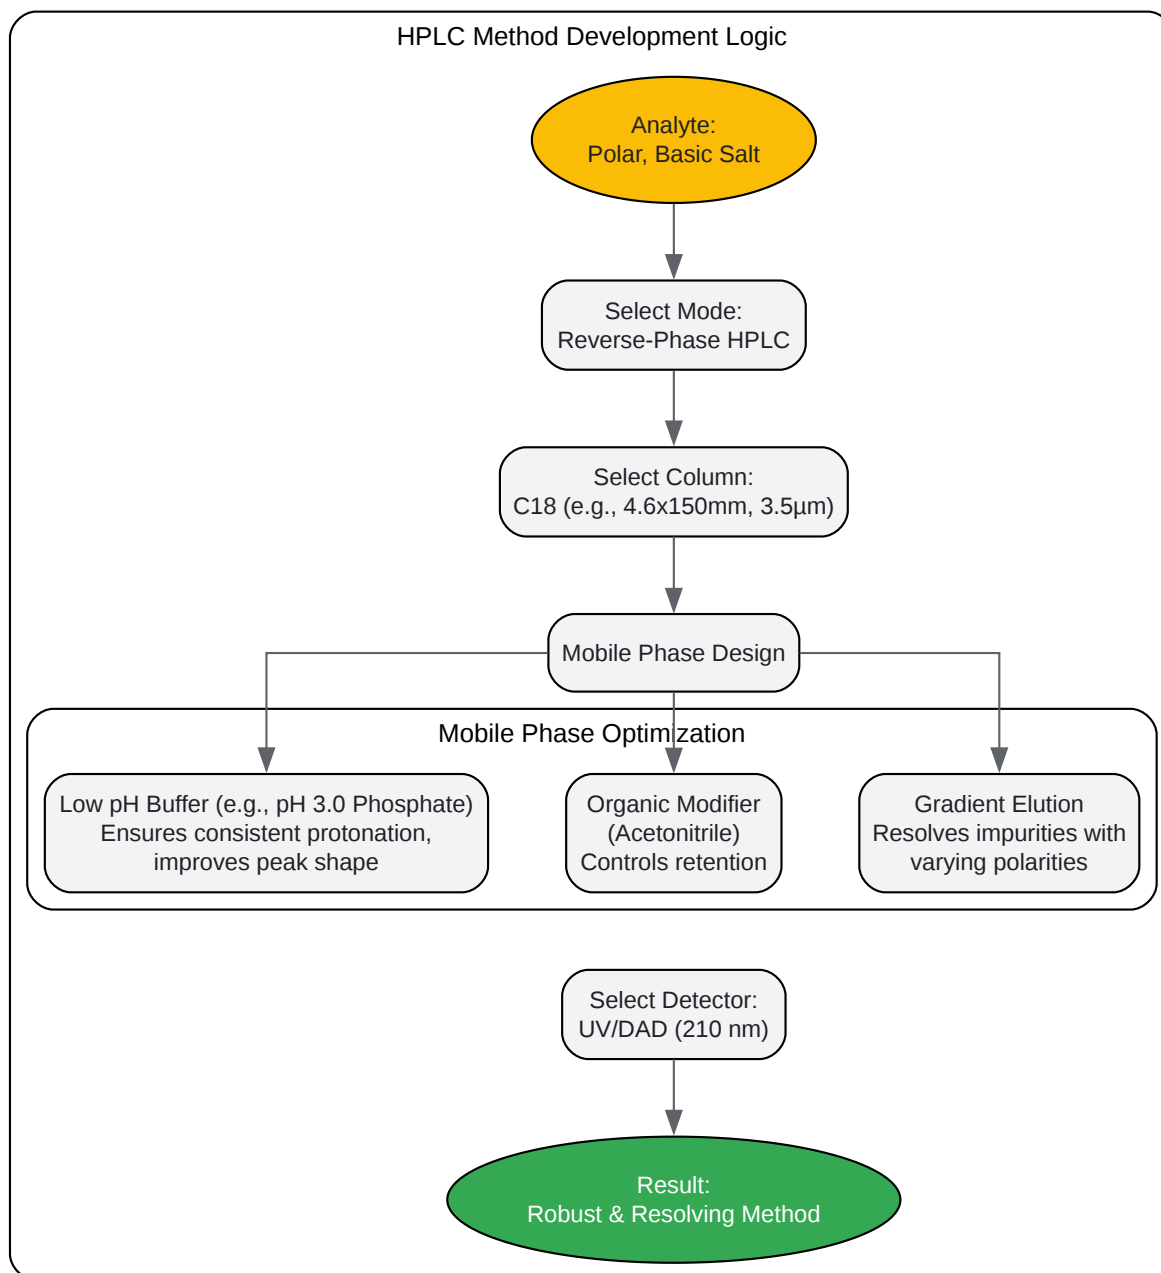 HPLC Method Development Logic
Analyte:
Polar, Basic Salt
Select Mode:
Reverse-Phase HPLC
Select Column:
C18 (e.g., 4.6x150mm, 3.5µm)
Mobile Phase Design
Mobile Phase Optimization
Low pH Buffer (e.g., pH 3.0 Phosphate)
Ensures consistent protonation,
improves peak shape
Organic Modifier
(Acetonitrile)
Controls retention
Gradient Elution
Resolves impurities with
varying polarities
Select Detector:
UV/DAD (210 nm)
Result:
Robust & Resolving Method